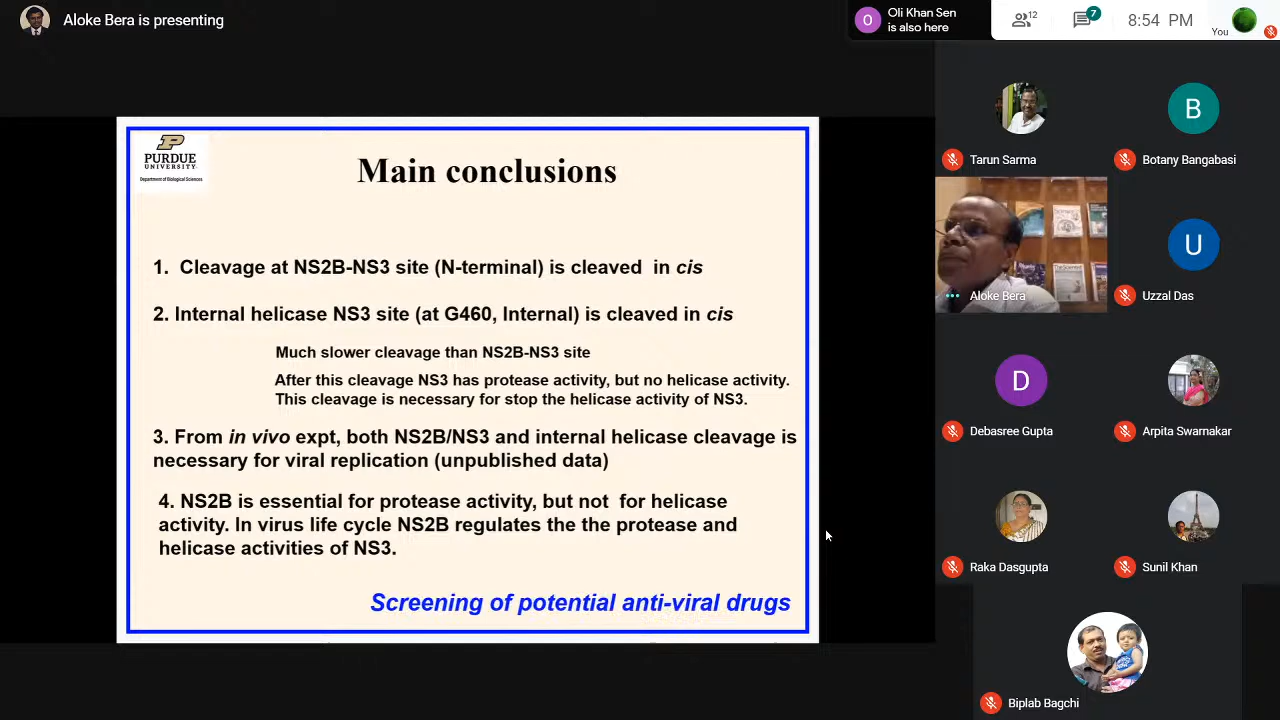 Aloke Bera is presenting
O
Oli Khan Sen
is also here
12
7
8:54 PM
You
P
PURDUE
UNIVERSITY
Department of Biological Sciences
Main conclusions
1. Cleavage at NS2B-NS3 site (N-terminal) is cleaved in cis
2. Internal helicase NS3 site (at G460, Internal) is cleaved in cis
Much slower cleavage than NS2B-NS3 site
After this cleavage NS3 has protease activity, but no helicase activity.
This cleavage is necessary for stop the helicase activity of NS3.
3. From in vivo expt, both NS2B/NS3 and internal helicase cleavage is
necessary for viral replication (unpublished data)
4. NS2B is essential for protease activity, but not for helicase
activity. In virus life cycle NS2B regulates the the protease and
helicase activities of NS3.
Screening of potential anti-viral drugs
Tarun Sarma
B
Botany Bangabasi
Aloke Bera
U
Uzzal Das
D
Debasree Gupta
Arpita Swarnakar
Raka Dasgupta
Sunil Khan
Biplab Bagchi